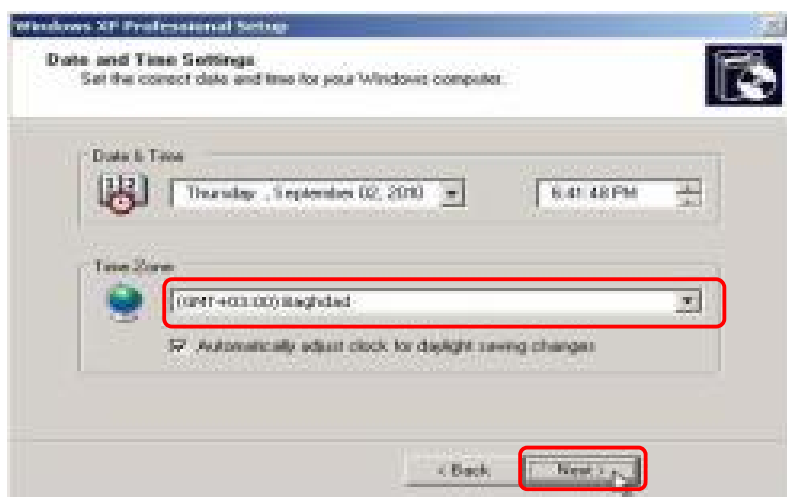 Windows XP Professional Setup
Date and Time Settings
Set the correct date and time for your Windows computer.
Date & Time
Thursday , September 02, 2010
6:41:48 PM
Time Zone
(GMT+03:00) Baghdad
Automatically adjust clock for daylight saving changes
< Back
Next >